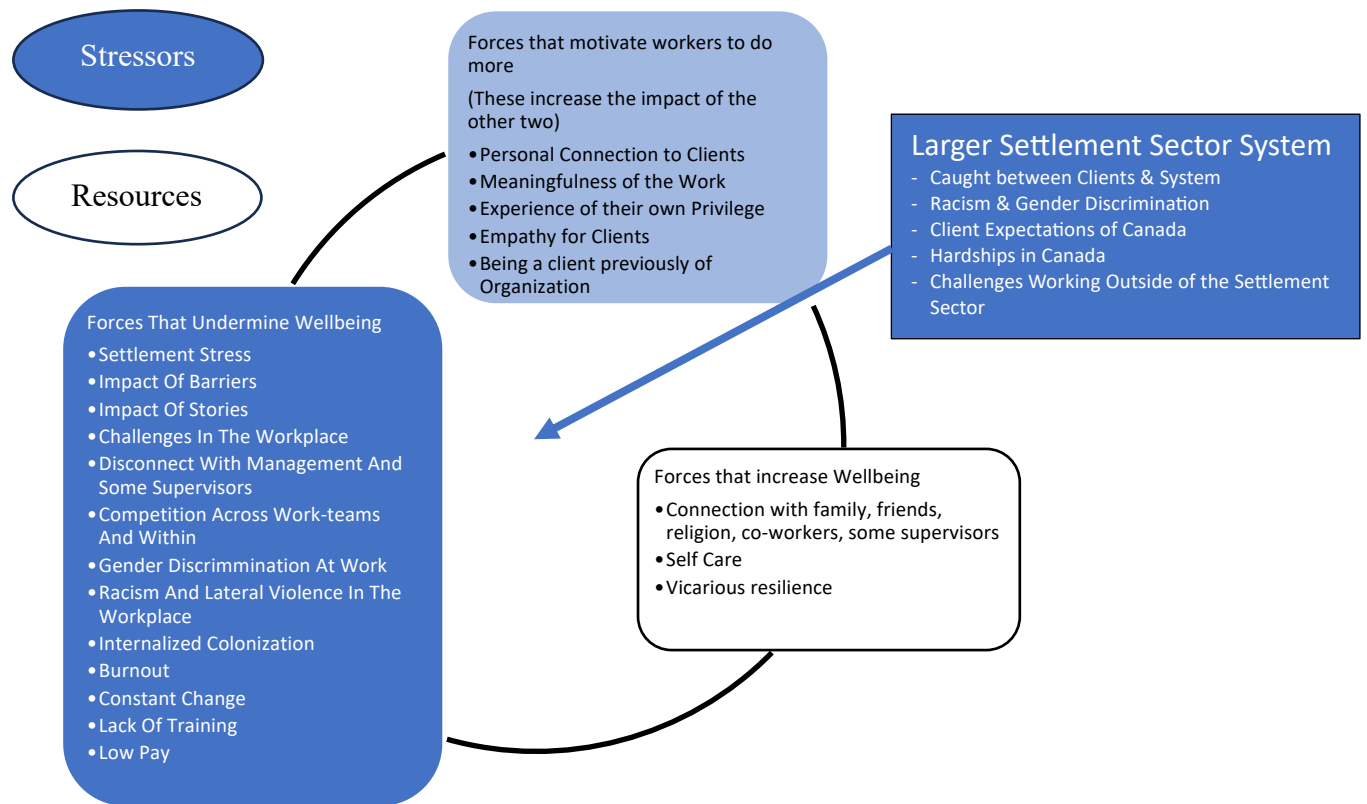 Stressors
Resources
Forces that motivate workers to do
more
(These increase the impact of the
other two)
•Personal Connection to Clients
•Meaningfulness of the Work
•Experience of their own Privilege
•Empathy for Clients
•Being a client previously of
Organization
Larger Settlement Sector System
- Caught between Clients & System
- Racism & Gender Discrimination
- Client Expectations of Canada
- Hardships in Canada
- Challenges Working Outside of the Settlement
Sector
Forces That Undermine Wellbeing
•Settlement Stress
•Impact Of Barriers
•Impact Of Stories
•Challenges In The Workplace
•Disconnect With Management And
Some Supervisors
•Competition Across Work-teams
And Within
•Gender Discrimmination At Work
•Racism And Lateral Violence In The
Workplace
•Internalized Colonization
•Burnout
•Constant Change
•Lack Of Training
•Low Pay
Forces that increase Wellbeing
•Connection with family, friends,
religion, co-workers, some supervisors
•Self Care
•Vicarious resilience